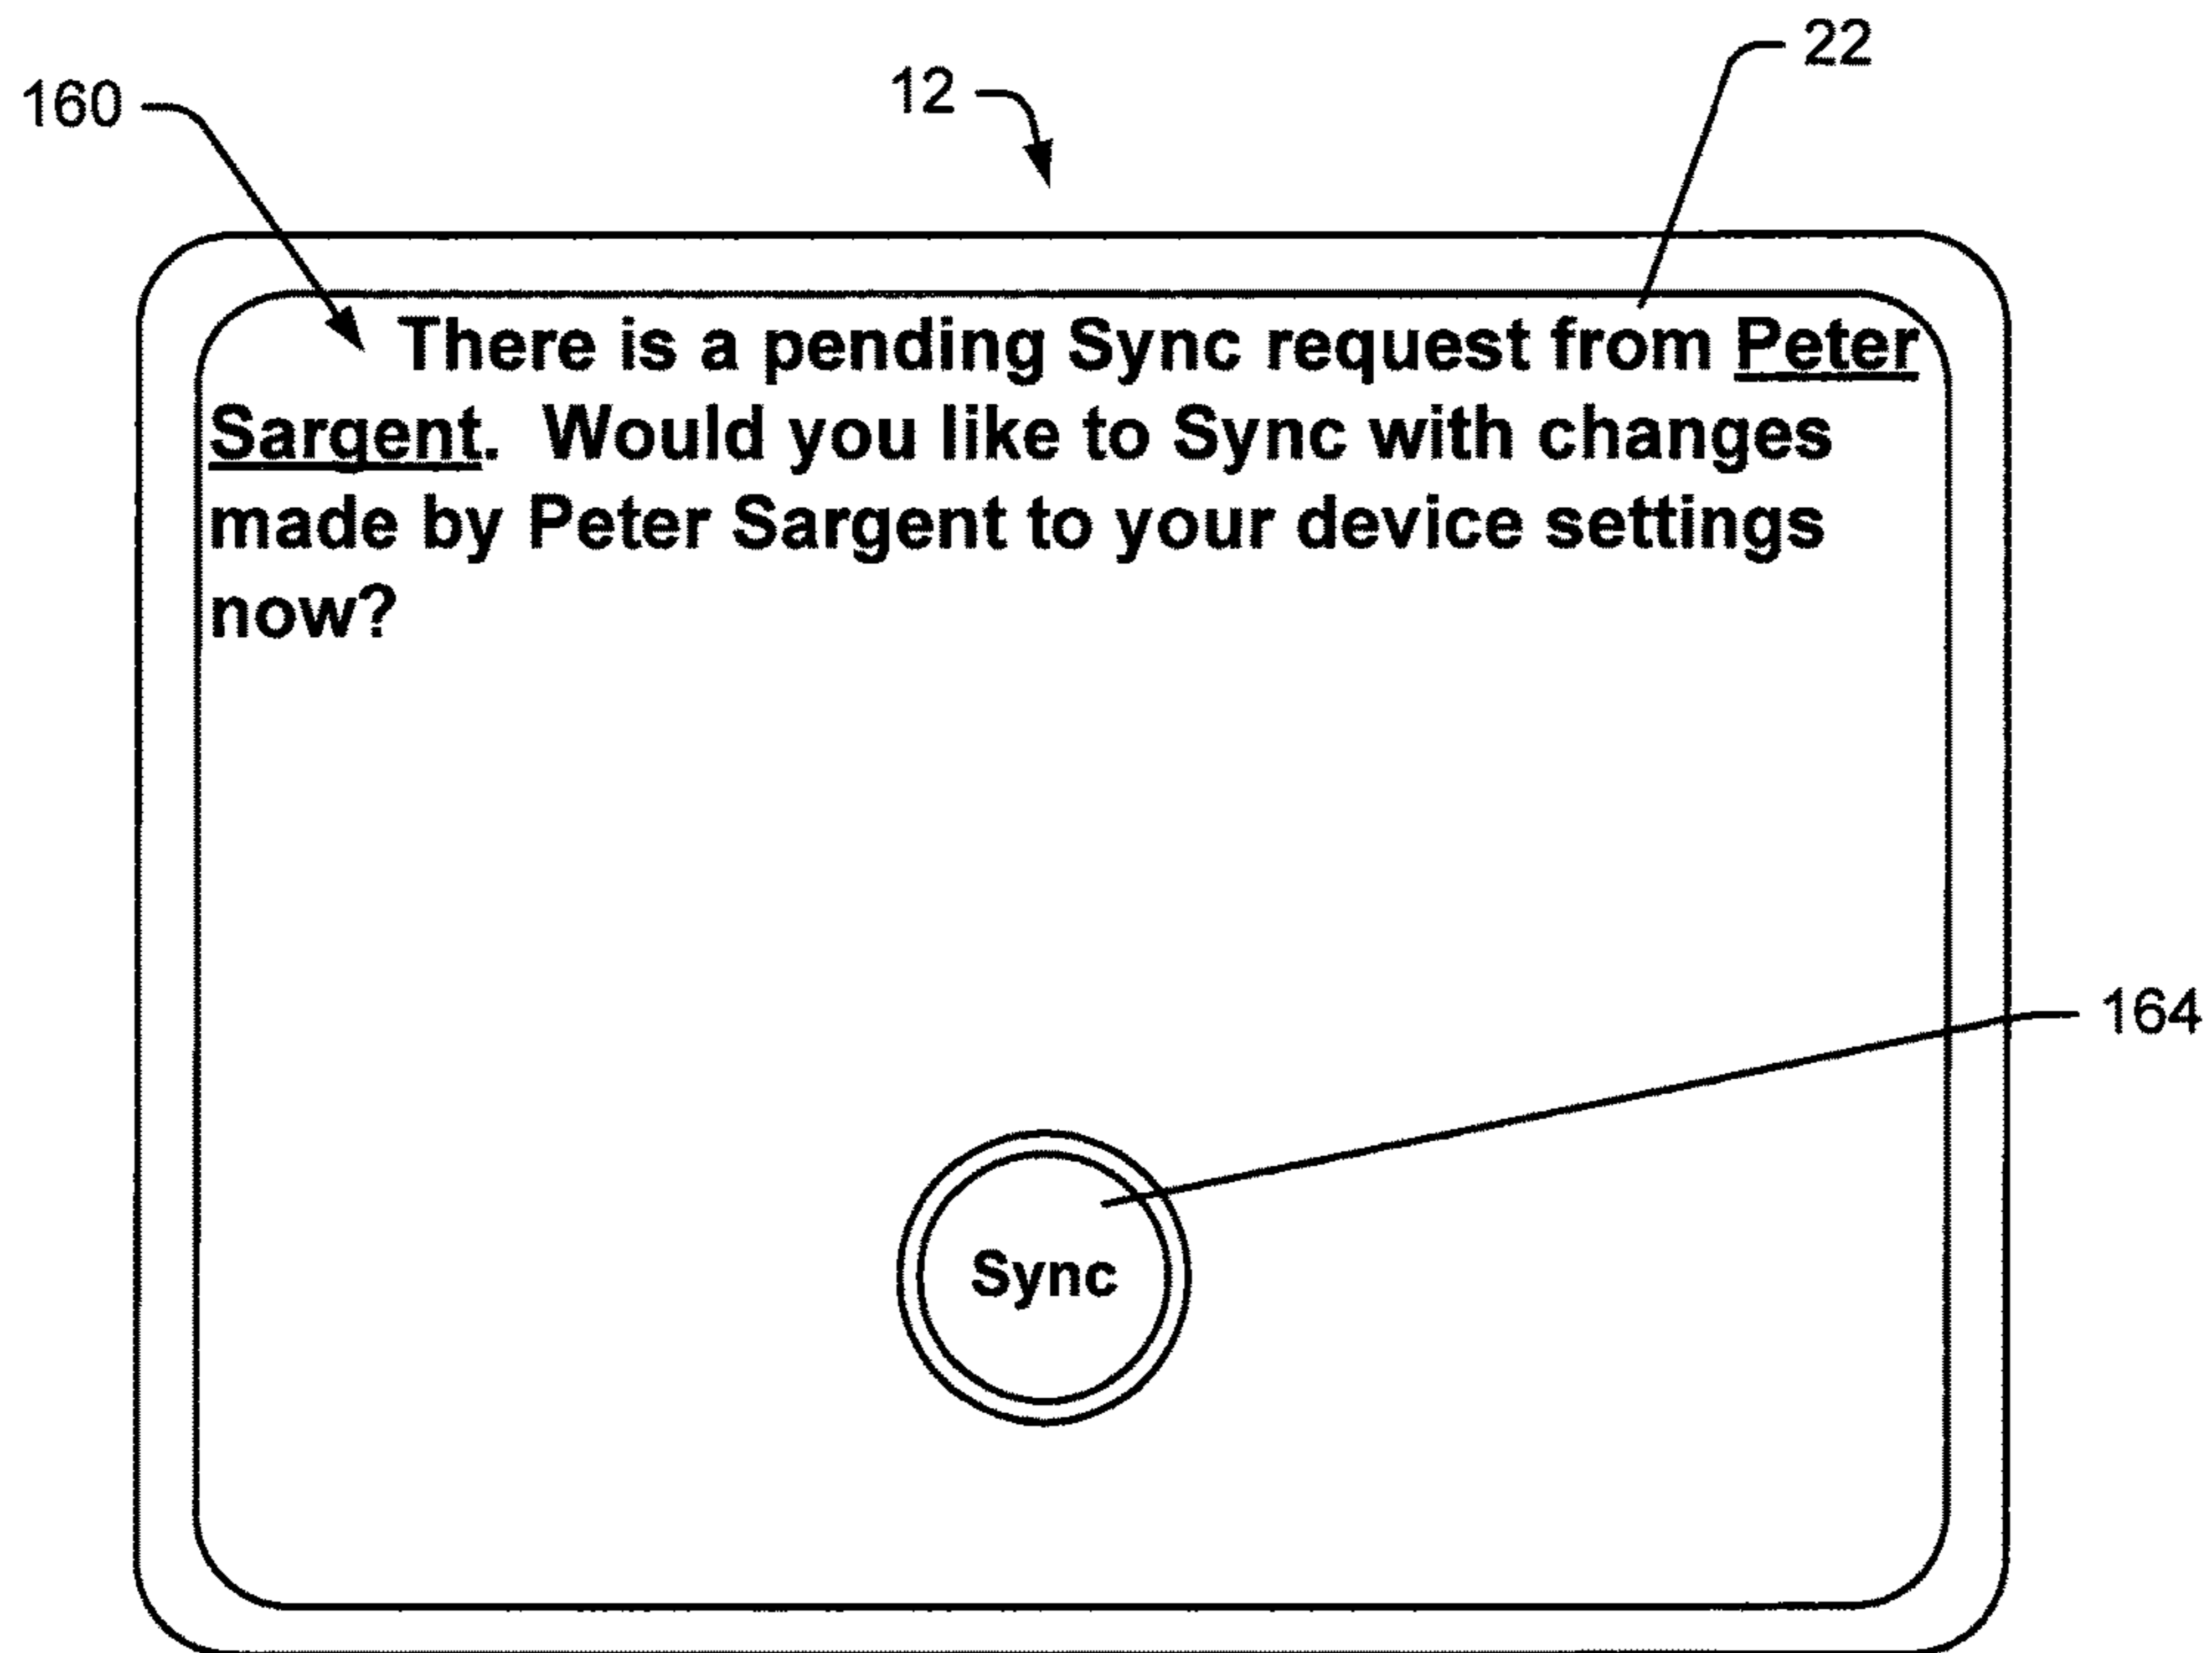 160
12
22
There is a pending Sync request from Peter
Sargent. Would you like to Sync with changes
made by Peter Sargent to your device settings
now?
164
Sync